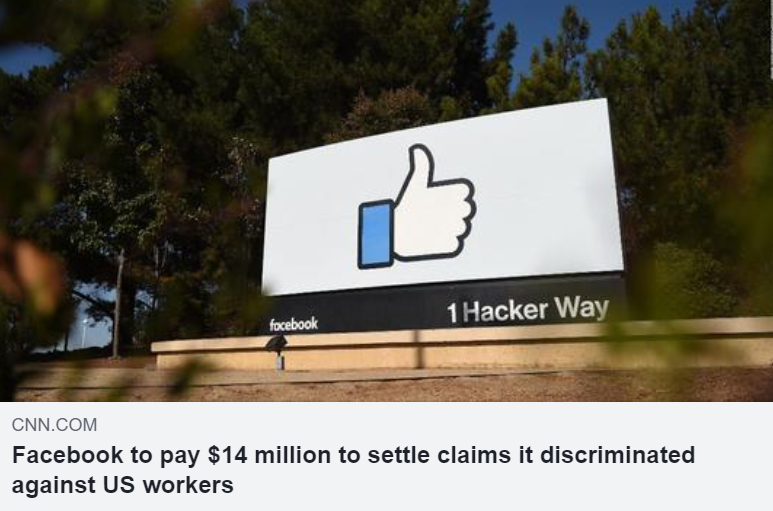 facebook
1 Hacker Way
CNN.COM
Facebook to pay $14 million to settle claims it discriminated
against US workers